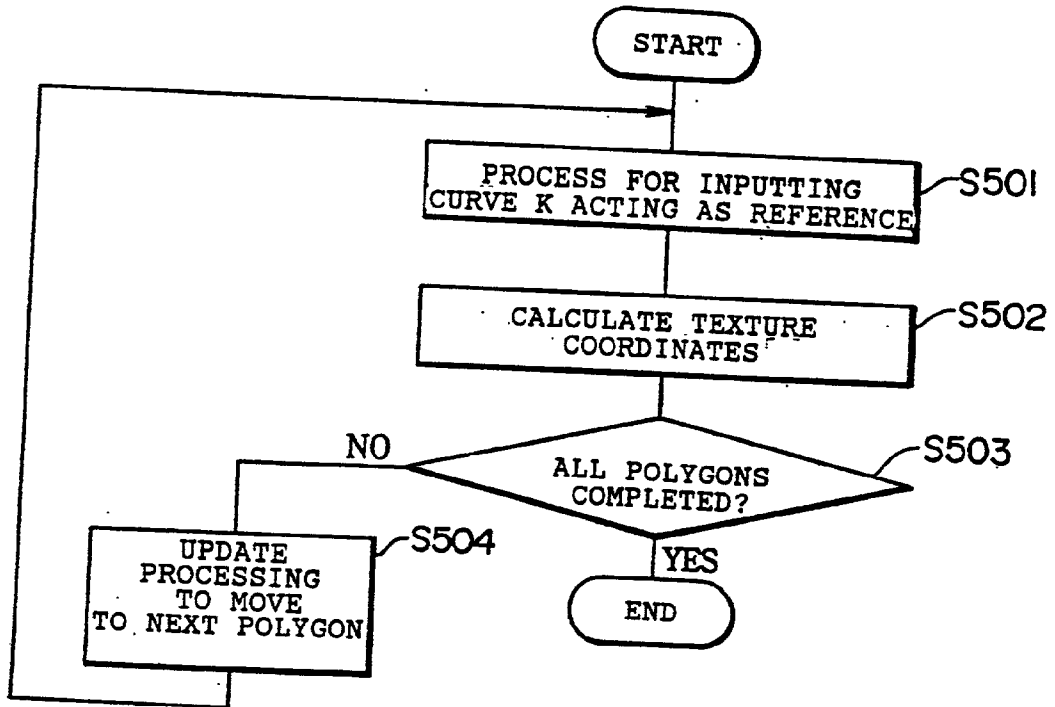 START
PROCESS FOR INPUTTING
CURVE K ACTING AS REFERENCE
S501
CALCULATE TEXTURE
COORDINATES
S502
ALL POLYGONS
COMPLETED?
S503
NO
YES
UPDATE
PROCESSING
TO MOVE
TO NEXT POLYGON
S504
END